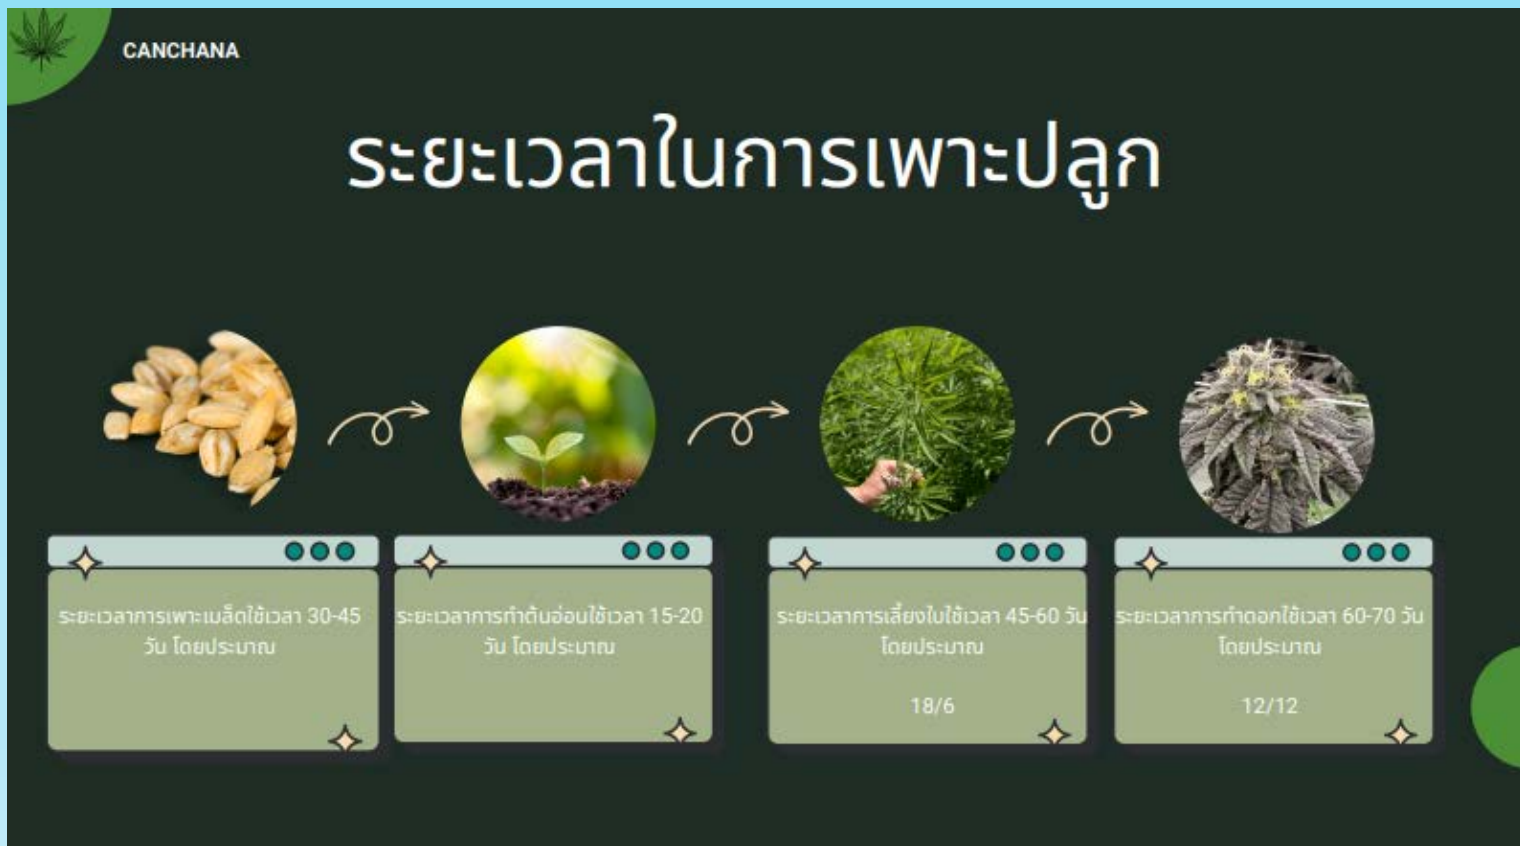 CANCHANA
ระยะเวลาในการเพาะปลูก
ระยะเวลาการเพาะเมล็ดใช้เวลา 30-45
วัน โดยประมาณ
ระยะเวลาการทำต้นอ่อนใช้เวลา 15-20
วัน โดยประมาณ
ระยะเวลาการเลี้ยงใบใช้เวลา 45-60 วัน
โดยประมาณ
18/6
ระยะเวลาการทำดอกใช้เวลา 60-70 วัน
โดยประมาณ
12/12